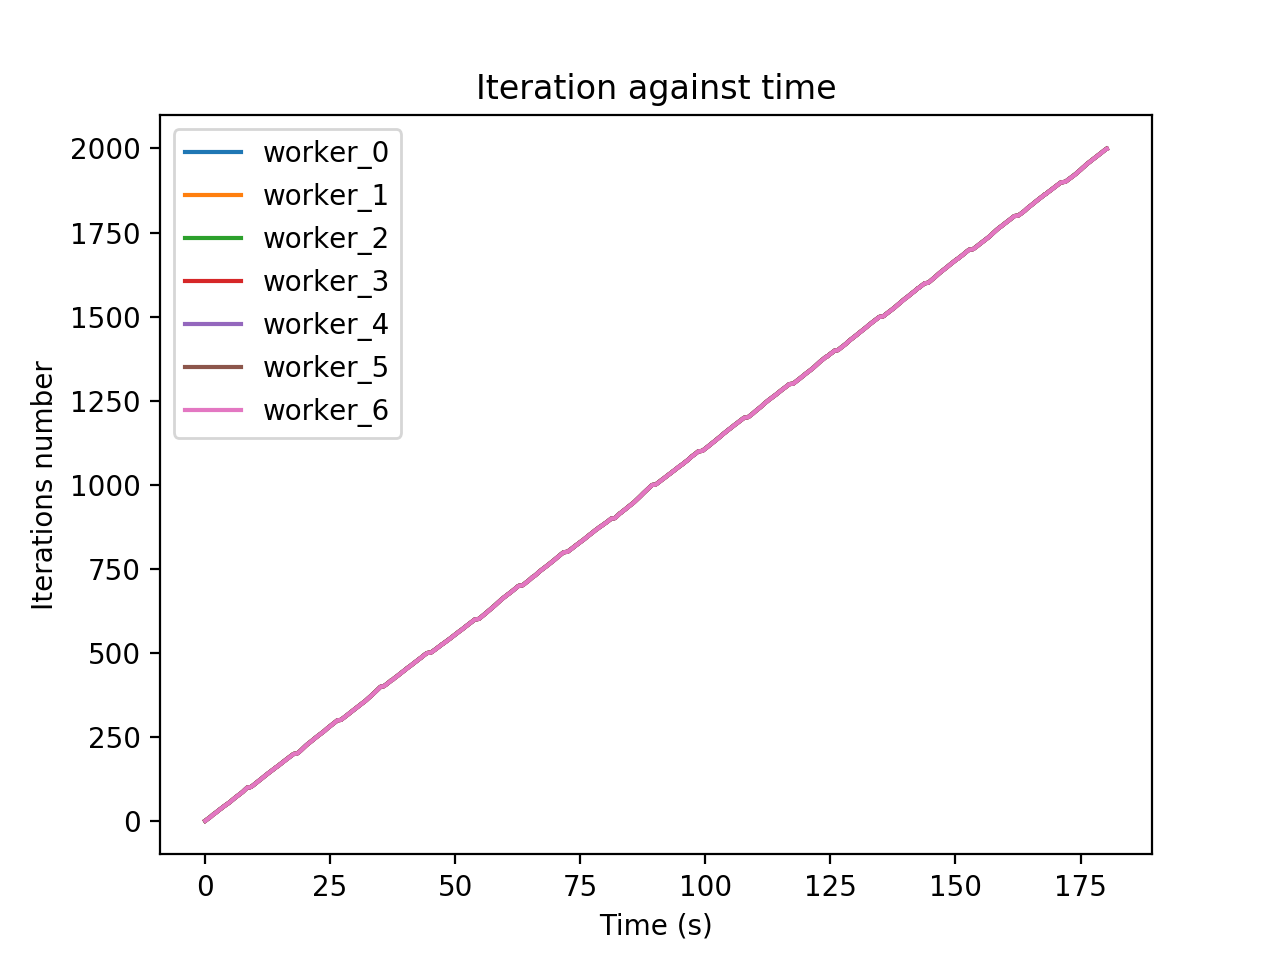 Iteration against time
worker_0
worker_1
worker_2
worker_3
worker_4
worker_5
worker_6
Iterations number
2000
1750
1500
1250
1000
750
500
250
0
0 25 50 75 100 125 150 175
Time (s)